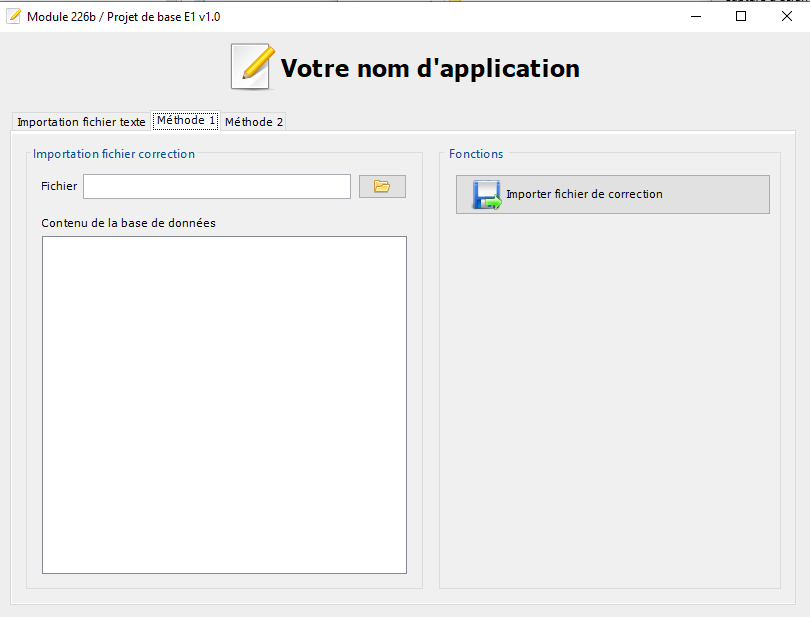 Module 226b / Projet de base E1 v1.0
Votre nom d'application
Importation fichier texte Méthode 1 Méthode 2
Importation fichier correction
Fichier
Contenu de la base de données
Fonctions
Importer fichier de correction